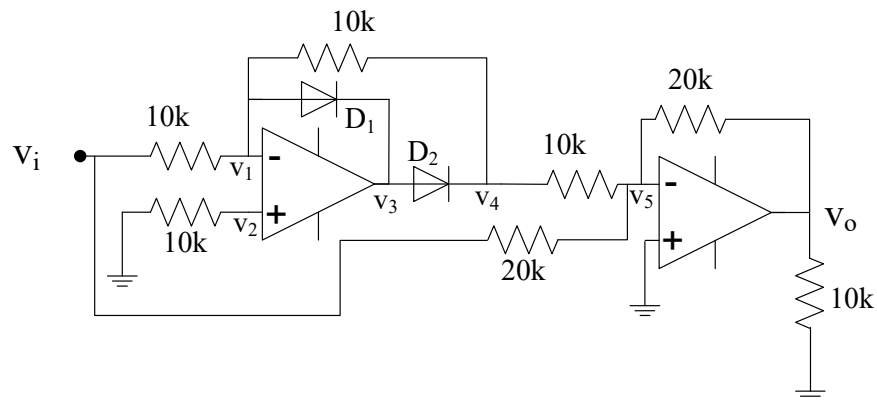 10k
20k
D₁
10k
10k
D₂
vᵢ
v₁
-
v₃
v₄
v₅
-
vₒ
v₂
+
+
10k
20k
10k